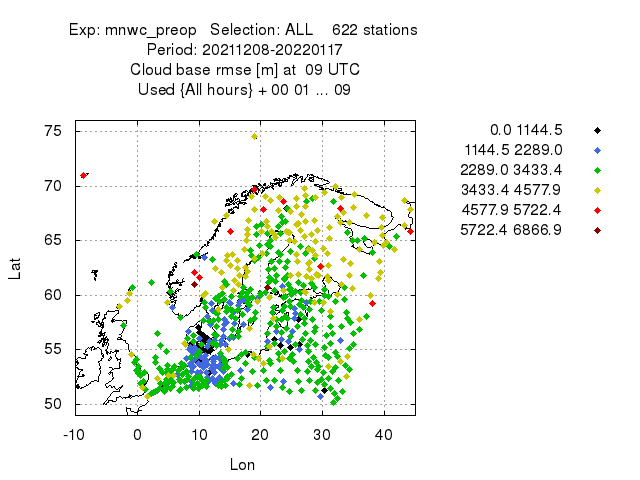 Exp: mnwc_preop   Selection: ALL    622 stations
Period: 20211208-20220117
Cloud base rmse [m] at  09 UTC
Used {All hours} + 00 01 ... 09
0.0 1144.5
1144.5 2289.0
2289.0 3433.4
3433.4 4577.9
4577.9 5722.4
5722.4 6866.9
75
70
65
60
55
50
Lat
-10 0 10 20 30 40
Lon